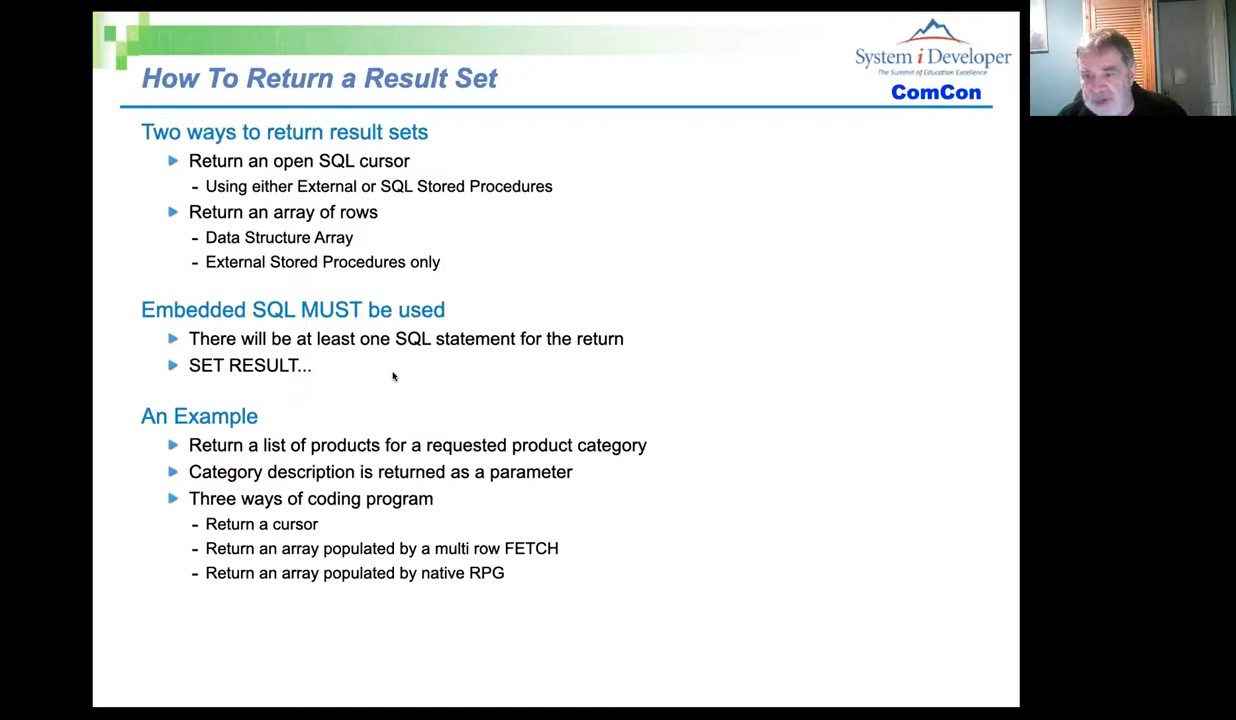 How To Return a Result Set
System i Developer
The Summit of Education Excellence
ComCon
Two ways to return result sets
Return an open SQL cursor
- Using either External or SQL Stored Procedures
Return an array of rows
- Data Structure Array
- External Stored Procedures only
Embedded SQL MUST be used
There will be at least one SQL statement for the return
SET RESULT...
An Example
Return a list of products for a requested product category
Category description is returned as a parameter
Three ways of coding program
- Return a cursor
- Return an array populated by a multi row FETCH
- Return an array populated by native RPG